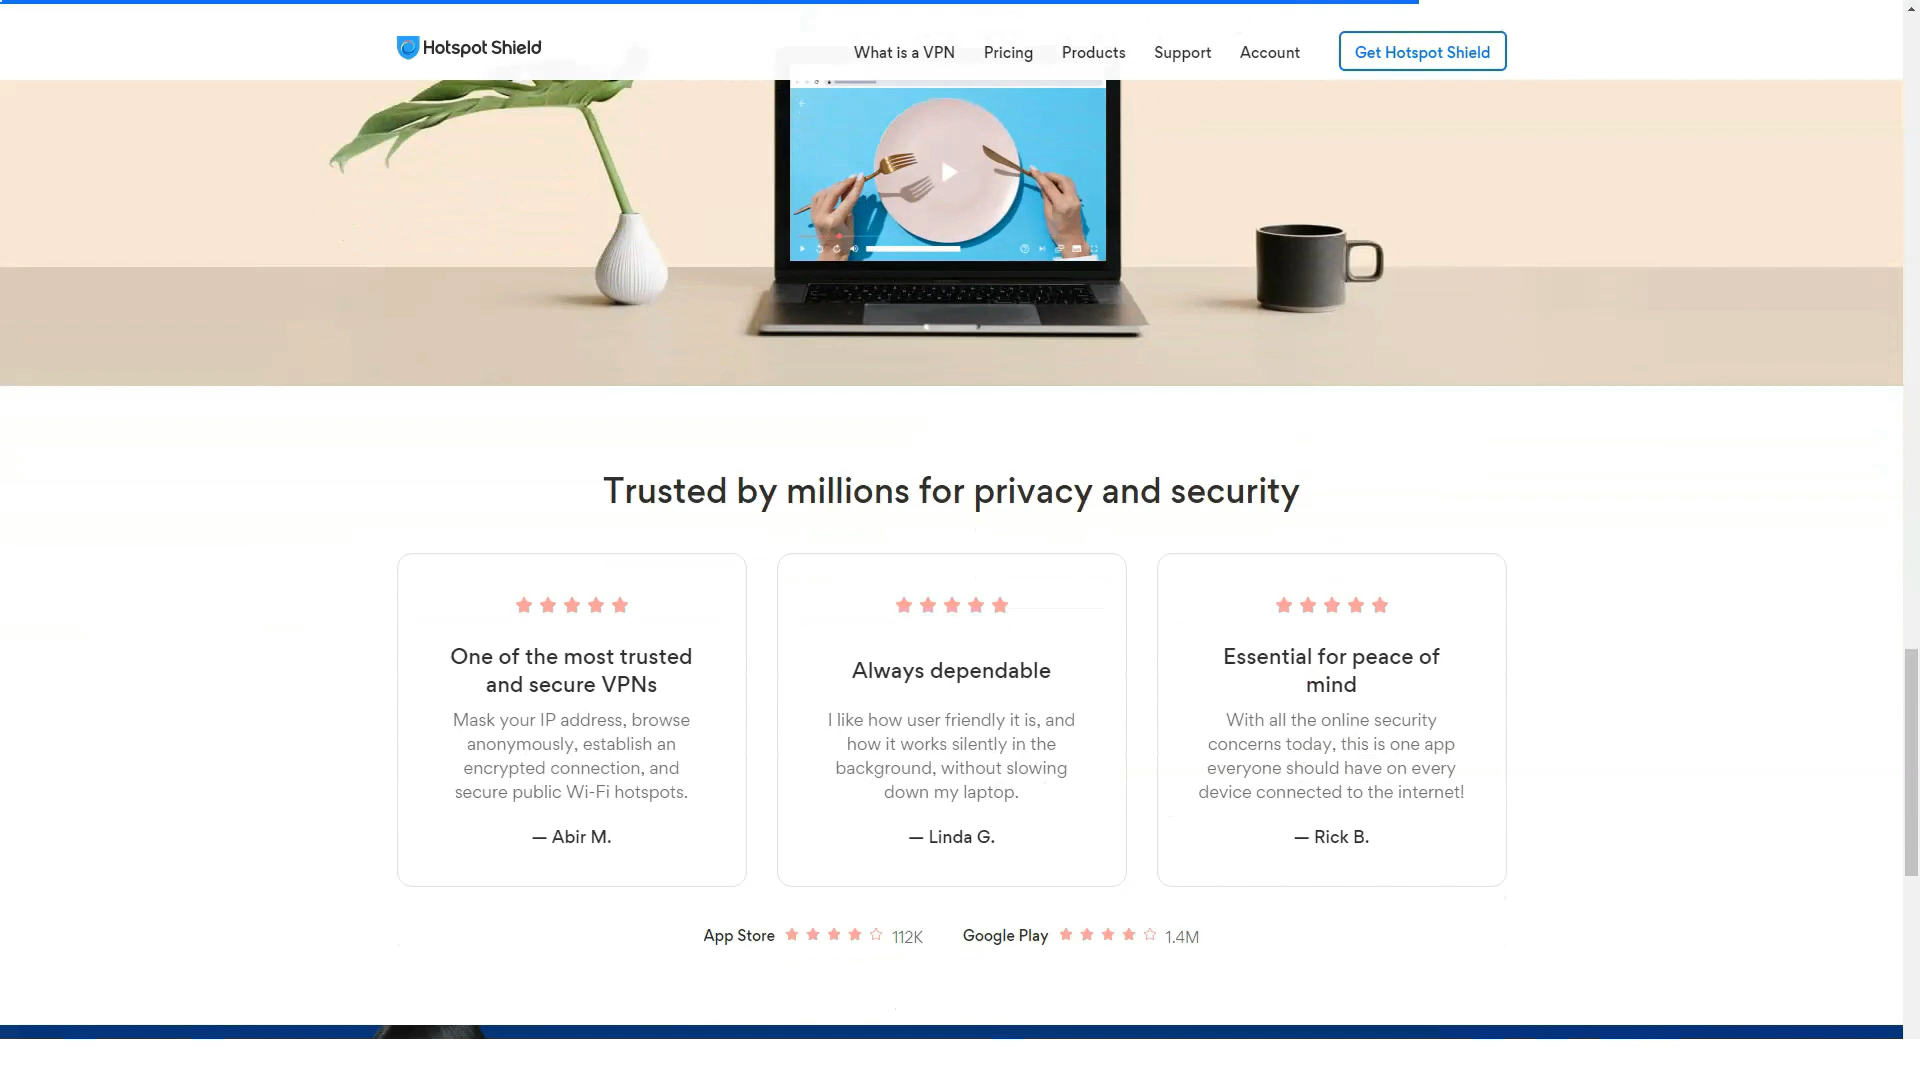 Hotspot Shield
What is a VPN
Pricing
Products
Support
Account
Get Hotspot Shield
Trusted by millions for privacy and security
One of the most trusted
and secure VPNs
Mask your IP address, browse
anonymously, establish an
encrypted connection, and
secure public Wi-Fi hotspots.
— Abir M.
Always dependable
I like how user friendly it is, and
how it works silently in the
background, without slowing
down my laptop.
— Linda G.
Essential for peace of
mind
With all the online security
concerns today, this is one app
everyone should have on every
device connected to the internet!
— Rick B.
App Store 112K
Google Play 1.4M